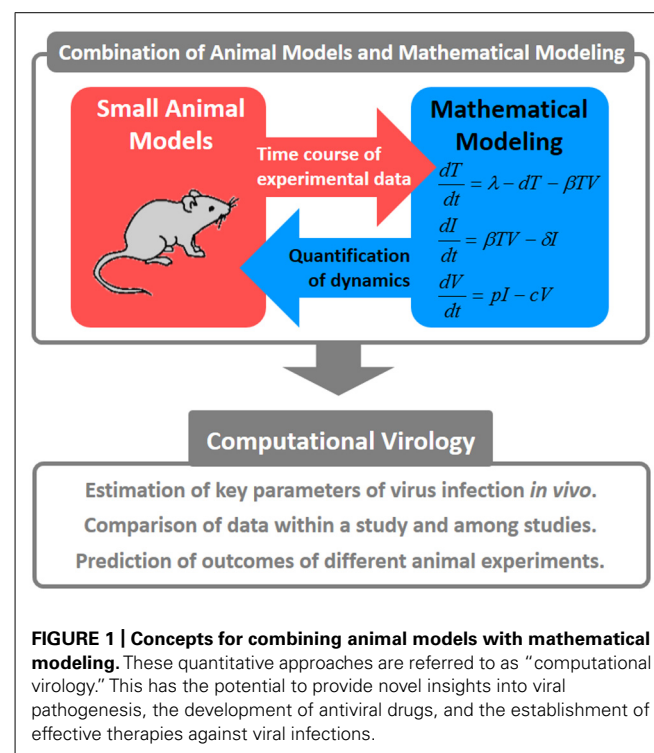 Combination of Animal Models and Mathematical Modeling
Small Animal
Models
Time course of
experimental data
Quantification
of dynamics
Mathematical
Modeling
dT/dt = λ − dT − βTV
dI/dt = βTV − δI
dV/dt = pI − cV
Computational Virology
Estimation of key parameters of virus infection in vivo.
Comparison of data within a study and among studies.
Prediction of outcomes of different animal experiments.
FIGURE 1 | Concepts for combining animal models with mathematical
modeling. These quantitative approaches are referred to as “computational
virology.” This has the potential to provide novel insights into viral
pathogenesis, the development of antiviral drugs, and the establishment of
effective therapies against viral infections.